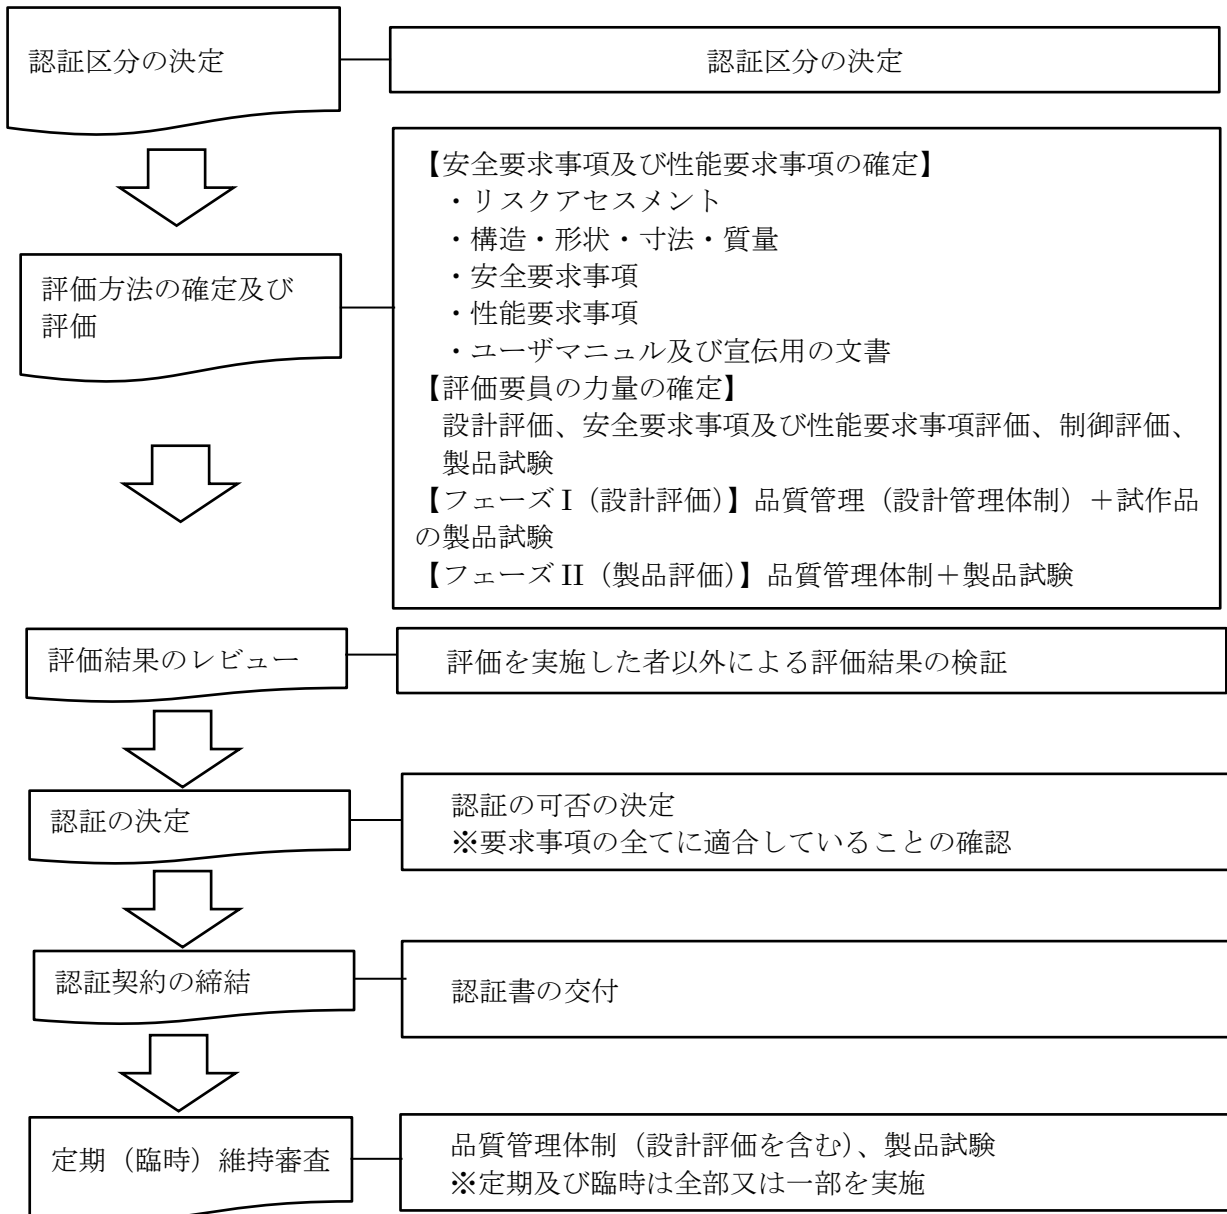 認証区分の決定
認証区分の決定
【安全要求事項及び性能要求事項の確定】
・リスクアセスメント
・構造・形状・寸法・質量
・安全要求事項
・性能要求事項
・ユーザマニュル及び宣伝用の文書
【評価要員の力量の確定】
設計評価、安全要求事項及び性能要求事項評価、制御評価、
製品試験
【フェーズ I（設計評価）】品質管理（設計管理体制）＋試作品
の製品試験
【フェーズ II（製品評価）】品質管理体制＋製品試験
評価方法の確定及び
評価
評価結果のレビュー
評価を実施した者以外による評価結果の検証
認証の決定
認証の可否の決定
※要求事項の全てに適合していることの確認
認証契約の締結
認証書の交付
定期（臨時）維持審査
品質管理体制（設計評価を含む）、製品試験
※定期及び臨時は全部又は一部を実施